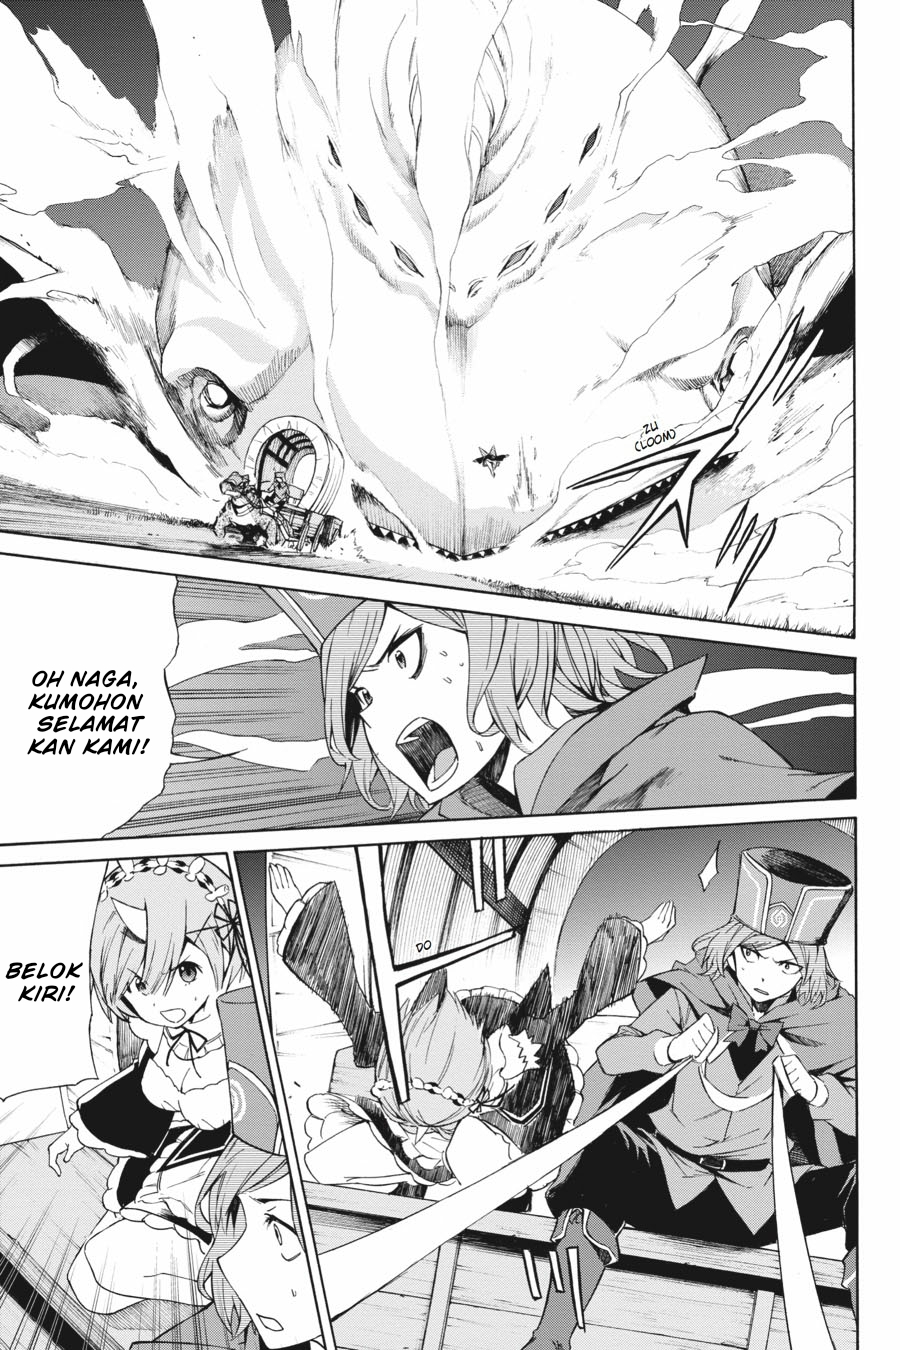 ZU
(LOOM)
OH NAGA,
KUMOHON
SELAMAT
KAN KAMI!
DO
BELOK
KIRI!